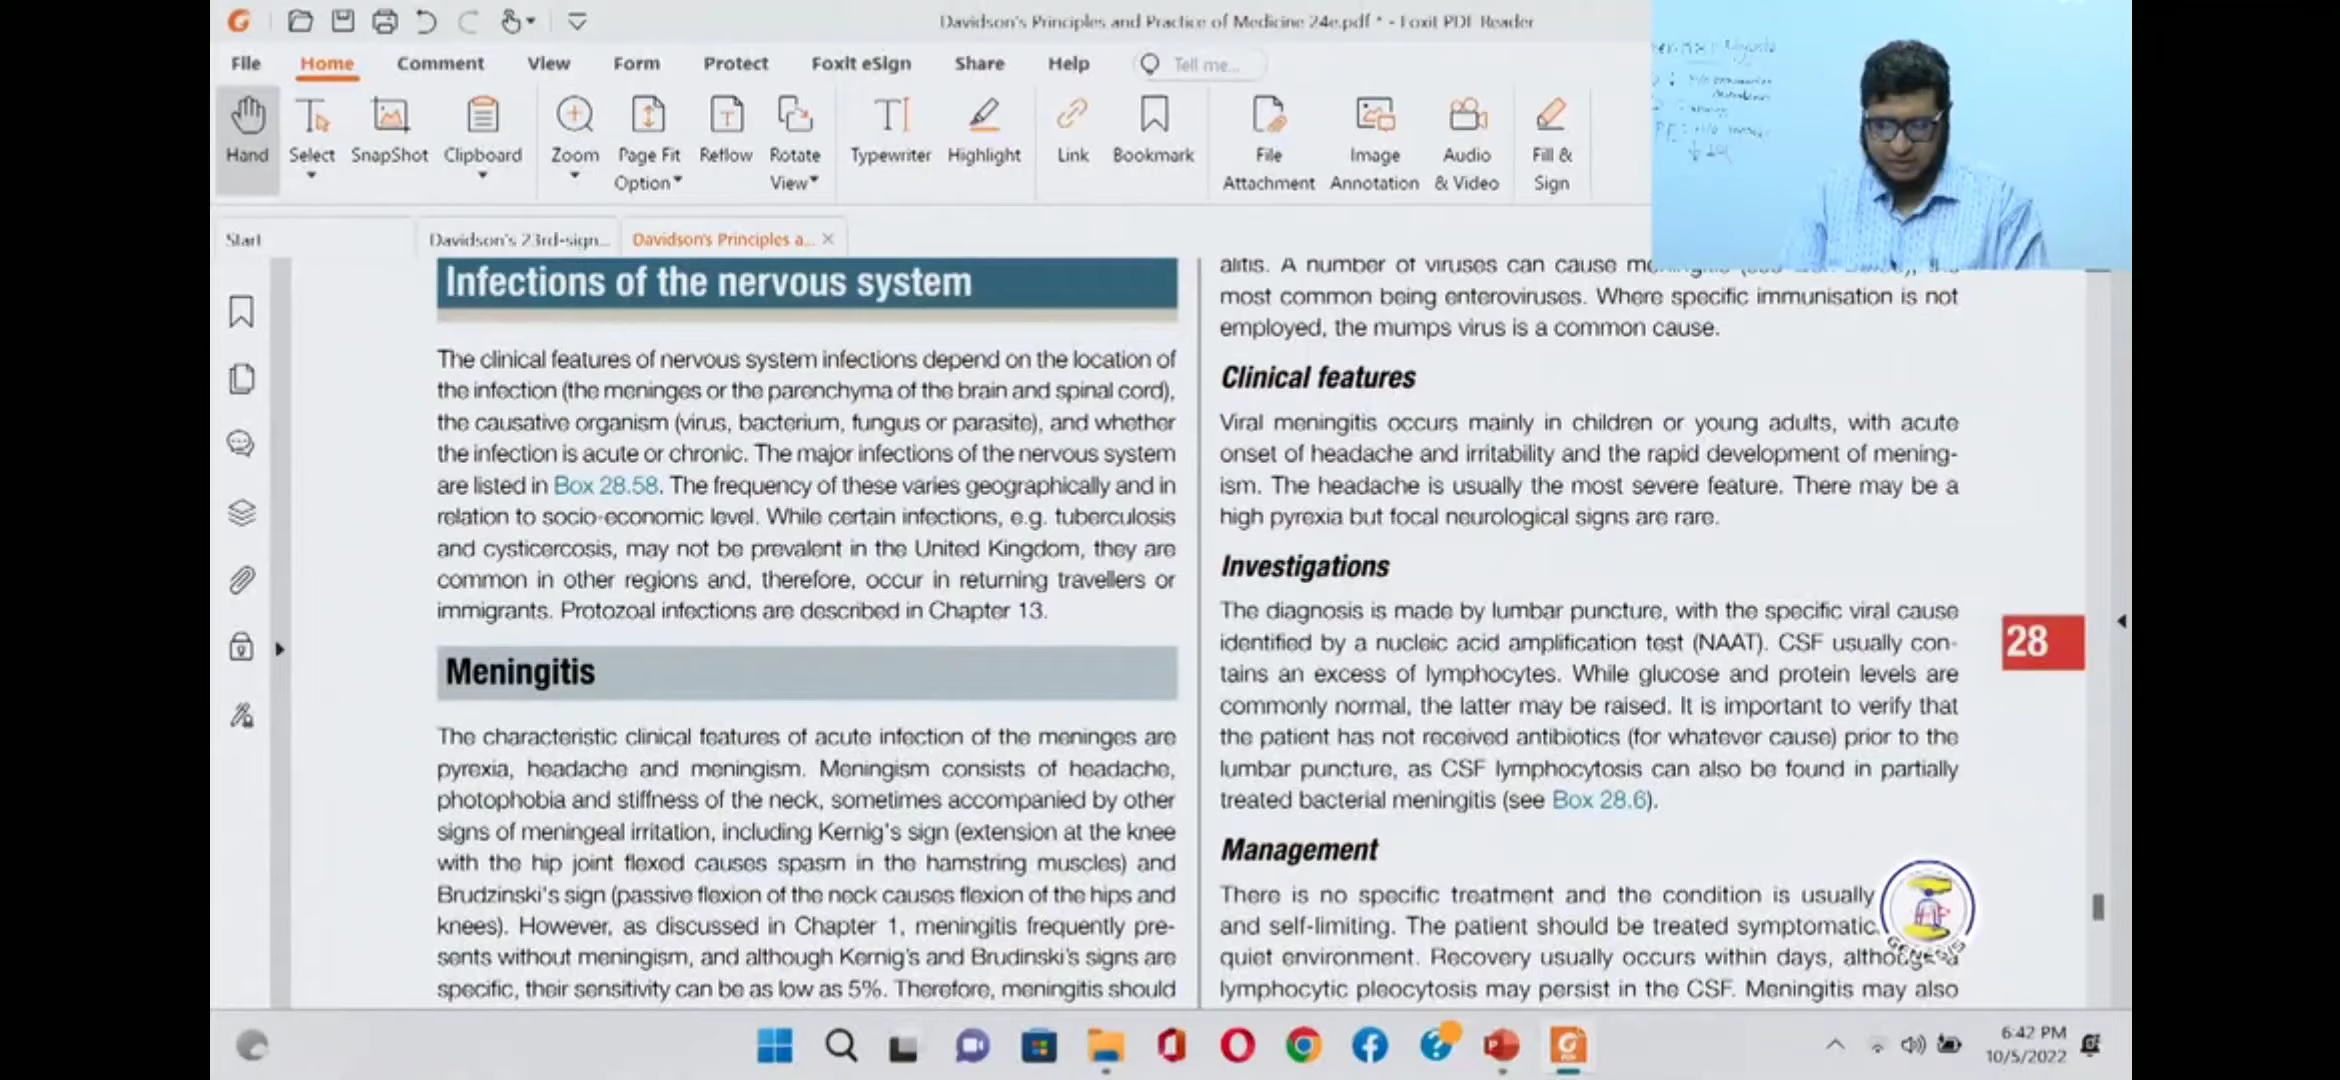 Davidson's Principles and Practice of Medicine 24e.pdf * - Foxit PDF Reader
File Home Comment View Form Protect Foxit eSign Share Help Tell me...
Hand Select SnapShot Clipboard Zoom Page Fit Option Reflow Rotate View Typewriter Highlight Link Bookmark File Attachment Image Annotation Audio & Video Fill & Sign
Start Davidson's 23rd-sign... Davidson's Principles a...
Infections of the nervous system
The clinical features of nervous system infections depend on the location of
the infection (the meninges or the parenchyma of the brain and spinal cord),
the causative organism (virus, bacterium, fungus or parasite), and whether
the infection is acute or chronic. The major infections of the nervous system
are listed in Box 28.58. The frequency of these varies geographically and in
relation to socio-economic level. While certain infections, e.g. tuberculosis
and cysticercosis, may not be prevalent in the United Kingdom, they are
common in other regions and, therefore, occur in returning travellers or
immigrants. Protozoal infections are described in Chapter 13.
Meningitis
The characteristic clinical features of acute infection of the meninges are
pyrexia, headache and meningism. Meningism consists of headache,
photophobia and stiffness of the neck, sometimes accompanied by other
signs of meningeal irritation, including Kernig's sign (extension at the knee
with the hip joint flexed causes spasm in the hamstring muscles) and
Brudzinski's sign (passive flexion of the neck causes flexion of the hips and
knees). However, as discussed in Chapter 1, meningitis frequently pre-
sents without meningism, and although Kernig's and Brudinski's signs are
specific, their sensitivity can be as low as 5%. Therefore, meningitis should
alitis. A number of viruses can cause
most common being enteroviruses. Where specific immunisation is not
employed, the mumps virus is a common cause.
Clinical features
Viral meningitis occurs mainly in children or young adults, with acute
onset of headache and irritability and the rapid development of mening-
ism. The headache is usually the most severe feature. There may be a
high pyrexia but focal neurological signs are rare.
Investigations
The diagnosis is made by lumbar puncture, with the specific viral cause
identified by a nucleic acid amplification test (NAAT). CSF usually con-
tains an excess of lymphocytes. While glucose and protein levels are
commonly normal, the latter may be raised. It is important to verify that
the patient has not received antibiotics (for whatever cause) prior to the
lumbar puncture, as CSF lymphocytosis can also be found in partially
treated bacterial meningitis (see Box 28.6).
Management
There is no specific treatment and the condition is usually
and self-limiting. The patient should be treated symptomatic
quiet environment. Recovery usually occurs within days,
lymphocytic pleocytosis may persist in the CSF. Meningitis may also
28
GENESIS
6:42 PM
10/5/2022